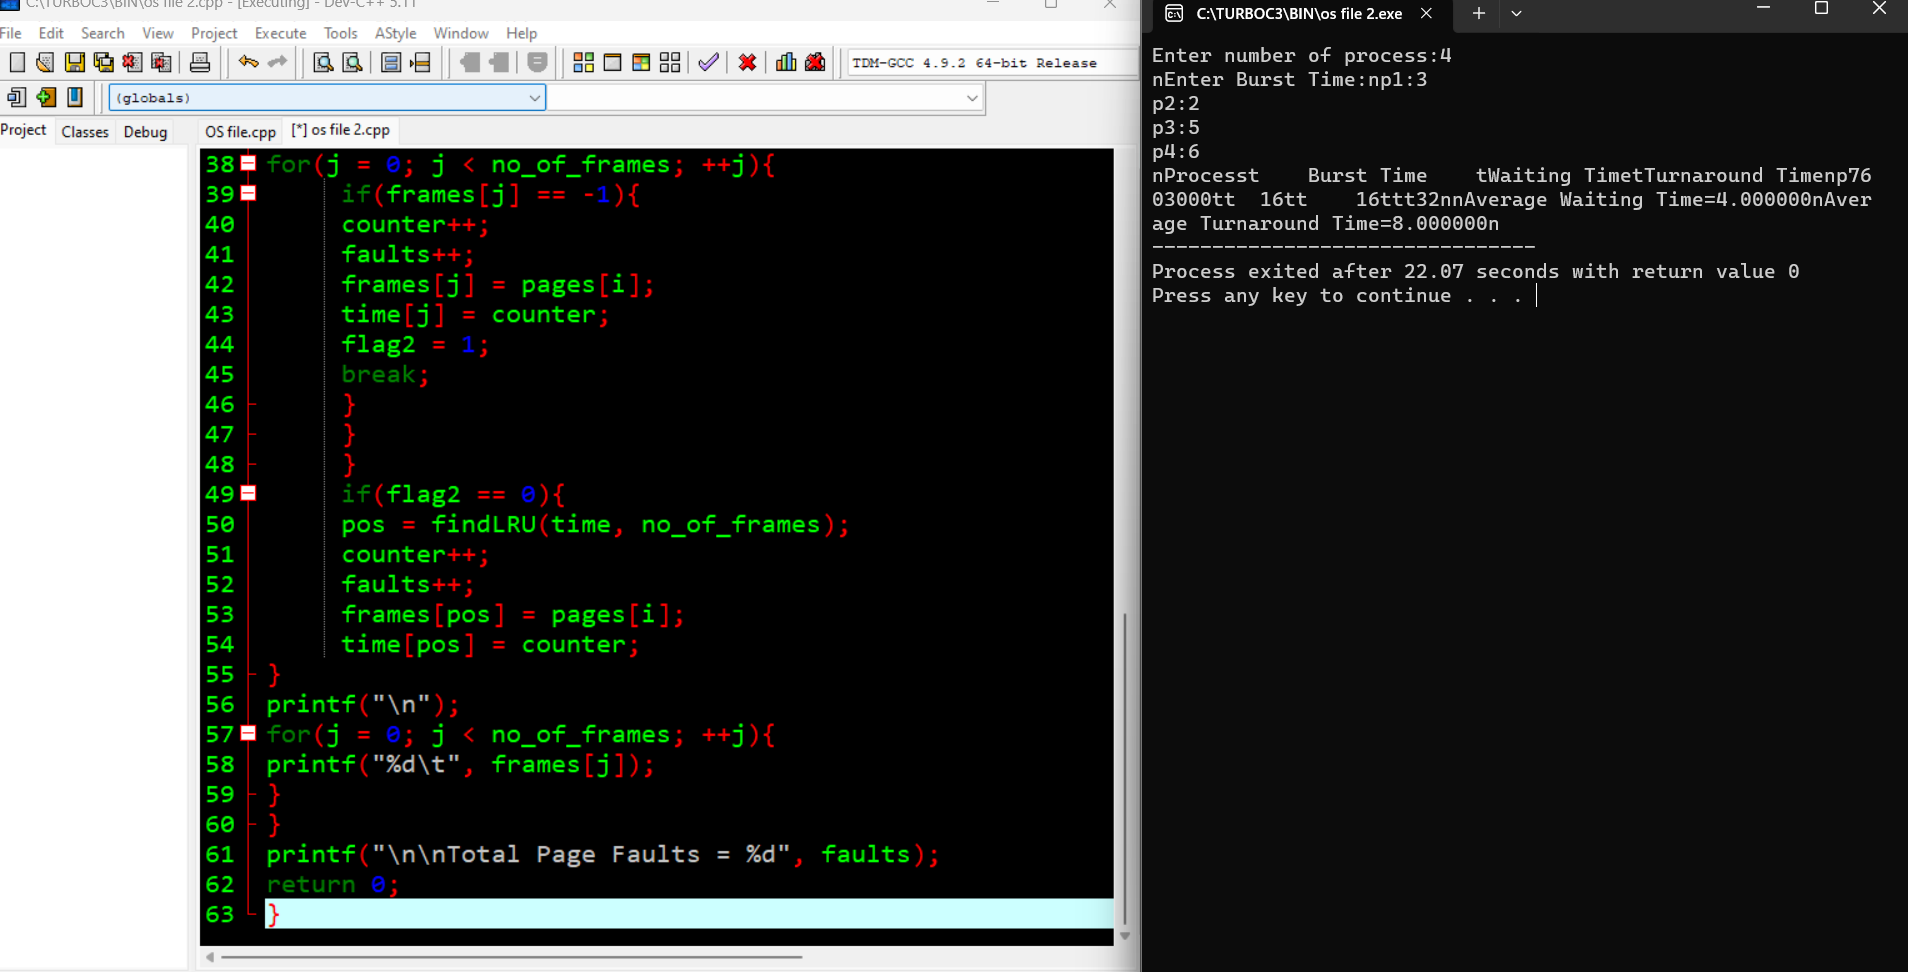 C:\TURBOC3\BIN\os file 2.cpp - [Executing] - Dev-C++ 5.11
File Edit Search View Project Execute Tools AStyle Window Help
TDM-GCC 4.9.2 64-bit Release
(globals)
Project Classes Debug
OS file.cpp [*] os file 2.cpp
38 for(j = 0; j < no_of_frames; ++j){
39 if(frames[j] == -1){
40 counter++;
41 faults++;
42 frames[j] = pages[i];
43 time[j] = counter;
44 flag2 = 1;
45 break;
46 }
47 }
48 }
49 if(flag2 == 0){
50 pos = findLRU(time, no_of_frames);
51 counter++;
52 faults++;
53 frames[pos] = pages[i];
54 time[pos] = counter;
55 }
56 printf("\n");
57 for(j = 0; j < no_of_frames; ++j){
58 printf("%d\t", frames[j]);
59 }
60 }
61 printf("\n\nTotal Page Faults = %d", faults);
62 return 0;
63 }
C:\TURBOC3\BIN\os file 2.exe
Enter number of process:4
nEnter Burst Time:np1:3
p2:2
p3:5
p4:6
nProcesst    Burst Time    tWaiting TimetTurnaround Timenp76
03000tt  16tt    16ttt32nnAverage Waiting Time=4.000000nAver
age Turnaround Time=8.000000n
--------------------------------
Process exited after 22.07 seconds with return value 0
Press any key to continue . . .